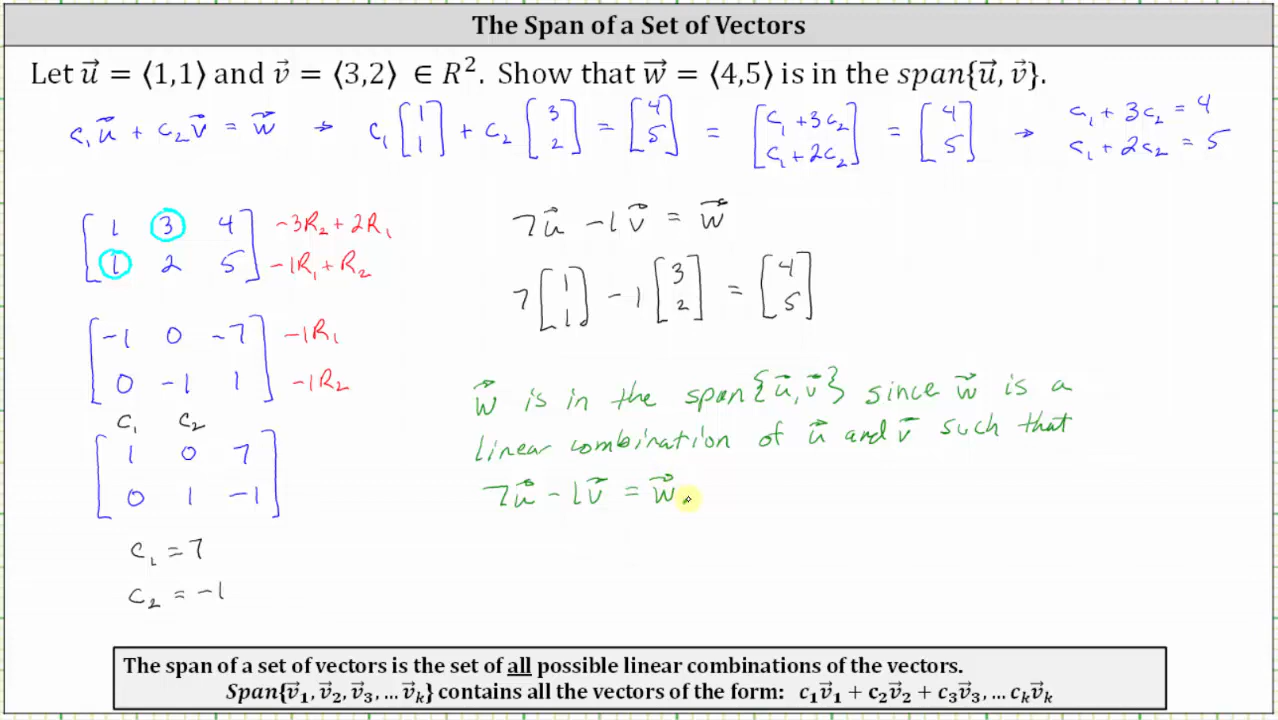 The Span of a Set of Vectors
Let u⃗ = ⟨1,1⟩ and v⃗ = ⟨3,2⟩ ∈ R². Show that w⃗ = ⟨4,5⟩ is in the span{u⃗, v⃗}.
c₁u⃗ + c₂v⃗ = w⃗ → c₁[1 1] + c₂[3 2] = [4 5] = [c₁+3c₂ c₁+2c₂] = [4 5] → c₁ + 3c₂ = 4
c₁ + 2c₂ = 5
[1 3 4] -3R₂ + 2R₁
[1 2 5] -1R₁ + R₂
[-1 0 -7] -1R₁
[0 -1 1] -1R₂
c₁ c₂
[1 0 7]
[0 1 -1]
c₁ = 7
c₂ = -1
7u⃗ - 1v⃗ = w⃗
7[1 1] - 1[3 2] = [4 5]
w⃗ is in the span{u⃗, v⃗} since w⃗ is a
linear combination of u⃗ and v⃗ such that
7u⃗ - 1v⃗ = w⃗.
The span of a set of vectors is the set of all possible linear combinations of the vectors.
Span{v⃗₁, v⃗₂, v⃗₃, … v⃗ₖ} contains all the vectors of the form: c₁v⃗₁ + c₂v⃗₂ + c₃v⃗₃, … cₖv⃗ₖ